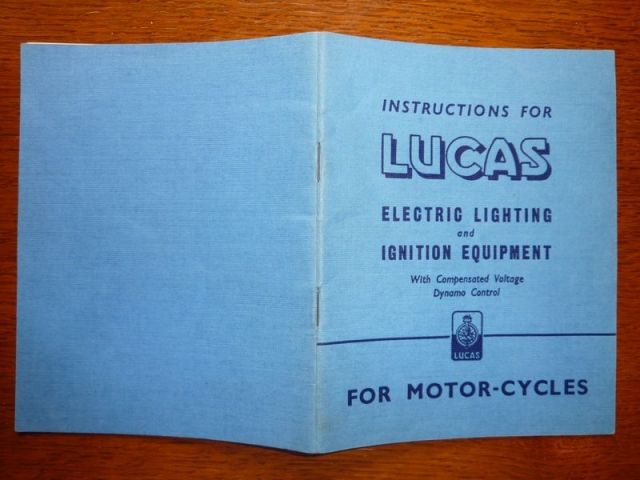 INSTRUCTIONS FOR
LUCAS
ELECTRIC LIGHTING
and
IGNITION EQUIPMENT
With Compensated Voltage
Dynamo Control
LUCAS
FOR MOTOR-CYCLES